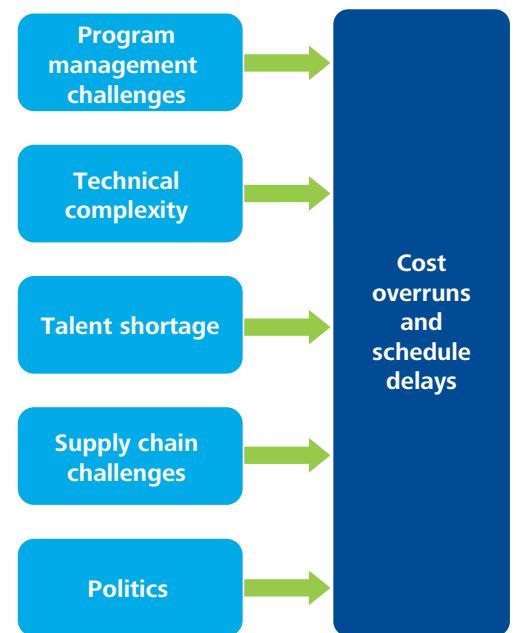 Program
management
challenges
Technical
complexity
Talent shortage
Supply chain
challenges
Politics
Cost
overruns
and
schedule
delays